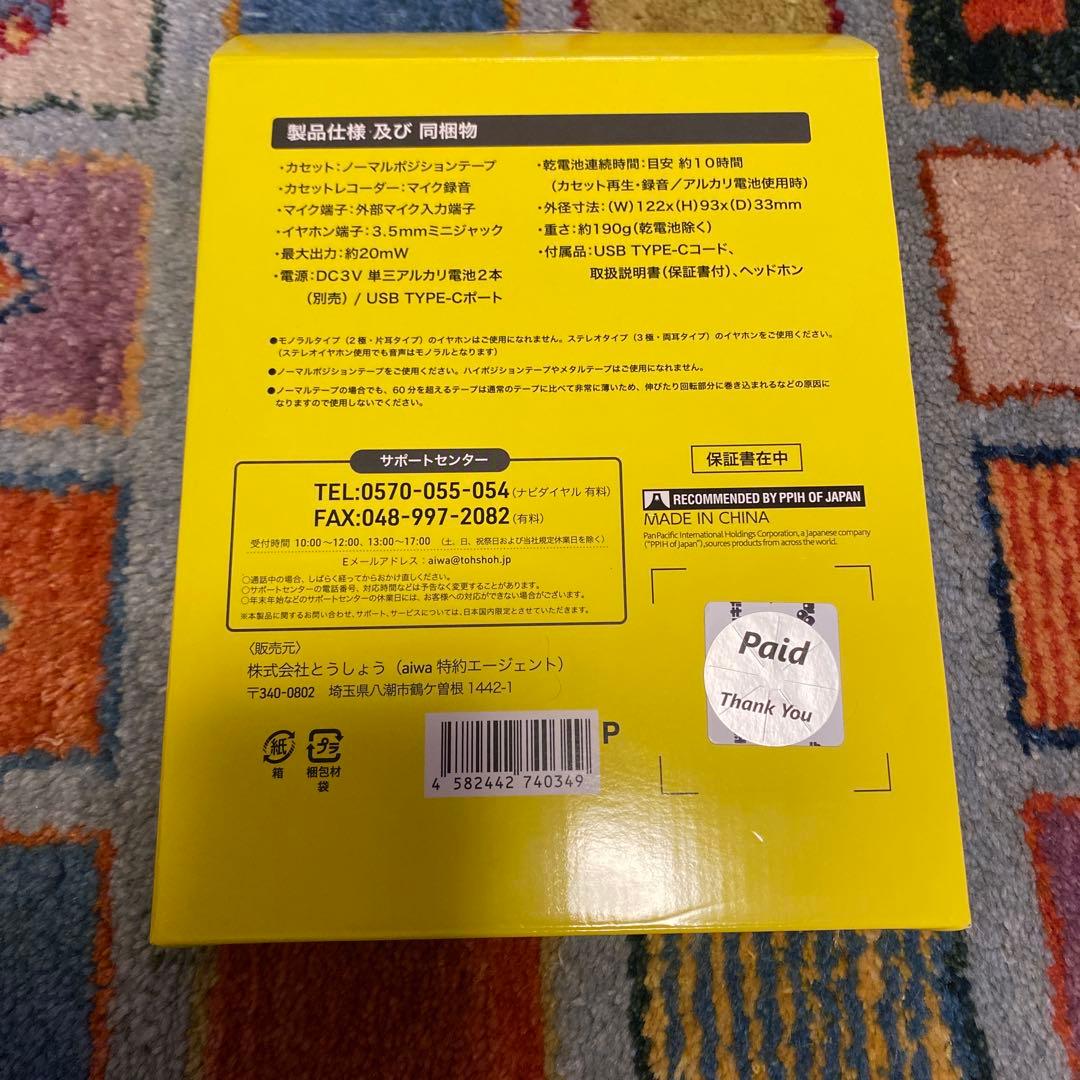 製品仕様 及び 同梱物
・カセット：ノーマルポジションテープ
・カセットレコーダー：マイク録音
・マイク端子：外部マイク入力端子
・イヤホン端子：3.5mmミニジャック
・最大出力：約20mW
・電源：DC3V 単三アルカリ電池2本
（別売）/ USB TYPE-Cポート
・乾電池連続時間：目安 約10時間
（カセット再生・録音／アルカリ電池使用時）
・外径寸法：(W)122x(H)93x(D)33mm
・重さ：約190g（乾電池除く）
・付属品：USB TYPE-Cコード、
取扱説明書（保証書付）、ヘッドホン
●モノラルタイプ（2極・片耳タイプ）のイヤホンはご使用になれません。ステレオタイプ（3極・両耳タイプ）のイヤホンをご使用ください。
（ステレオイヤホン使用でも音声はモノラルとなります）
●ノーマルポジションテープをご使用ください。ハイポジションテープやメタルテープはご使用になれません。
●ノーマルテープの場合でも、60分を超えるテープは通常のテープに比べて非常に薄いため、伸びたり回転部分に巻き込まれるなどの原因に
なりますので使用しないでください。
サポートセンター
TEL:0570-055-054（ナビダイヤル 有料）
FAX:048-997-2082（有料）
受付時間 10:00～12:00、13:00～17:00 （土、日、祝祭日および当社規定休業日を除く）
Eメールアドレス：aiwa@tohshoh.jp
○通話中の場合、しばらく経ってからおかけ直しください。
○サポートセンターの電話番号、対応時間などは予告なく変更することがあります。
○年末年始などのサポートセンターの休業日には、お客様への対応ができない場合がございます。
※本製品に関するお問い合わせ、サポート、サービスについては、日本国内限定とさせていただきます。
保証書在中
RECOMMENDED BY PPIH OF JAPAN
MADE IN CHINA
Pan Pacific International Holdings Corporation, a Japanese company
("PPIH of Japan"),sources products from across the world.
Paid
Thank You
〈販売元〉
株式会社とうしょう（aiwa 特約エージェント）
〒340-0802 埼玉県八潮市鶴ケ曽根 1442-1
紙
箱
プラ
梱包材
袋
4 582442 740349
P